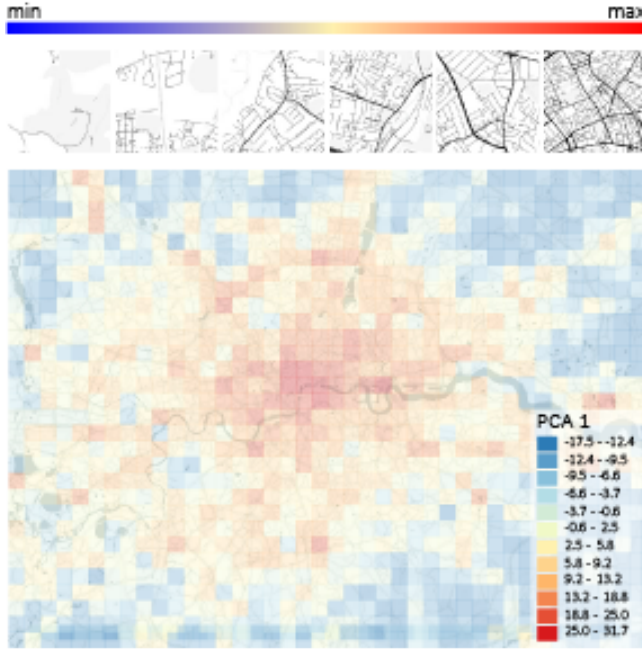 min
max
PCA 1
-17.5 - -12.4
-12.4 - -9.5
-9.5 - -6.6
-6.6 - -3.7
-3.7 - -0.6
-0.6 - 2.5
2.5 - 5.8
5.8 - 9.2
9.2 - 13.2
13.2 - 18.8
18.8 - 25.0
25.0 - 31.7